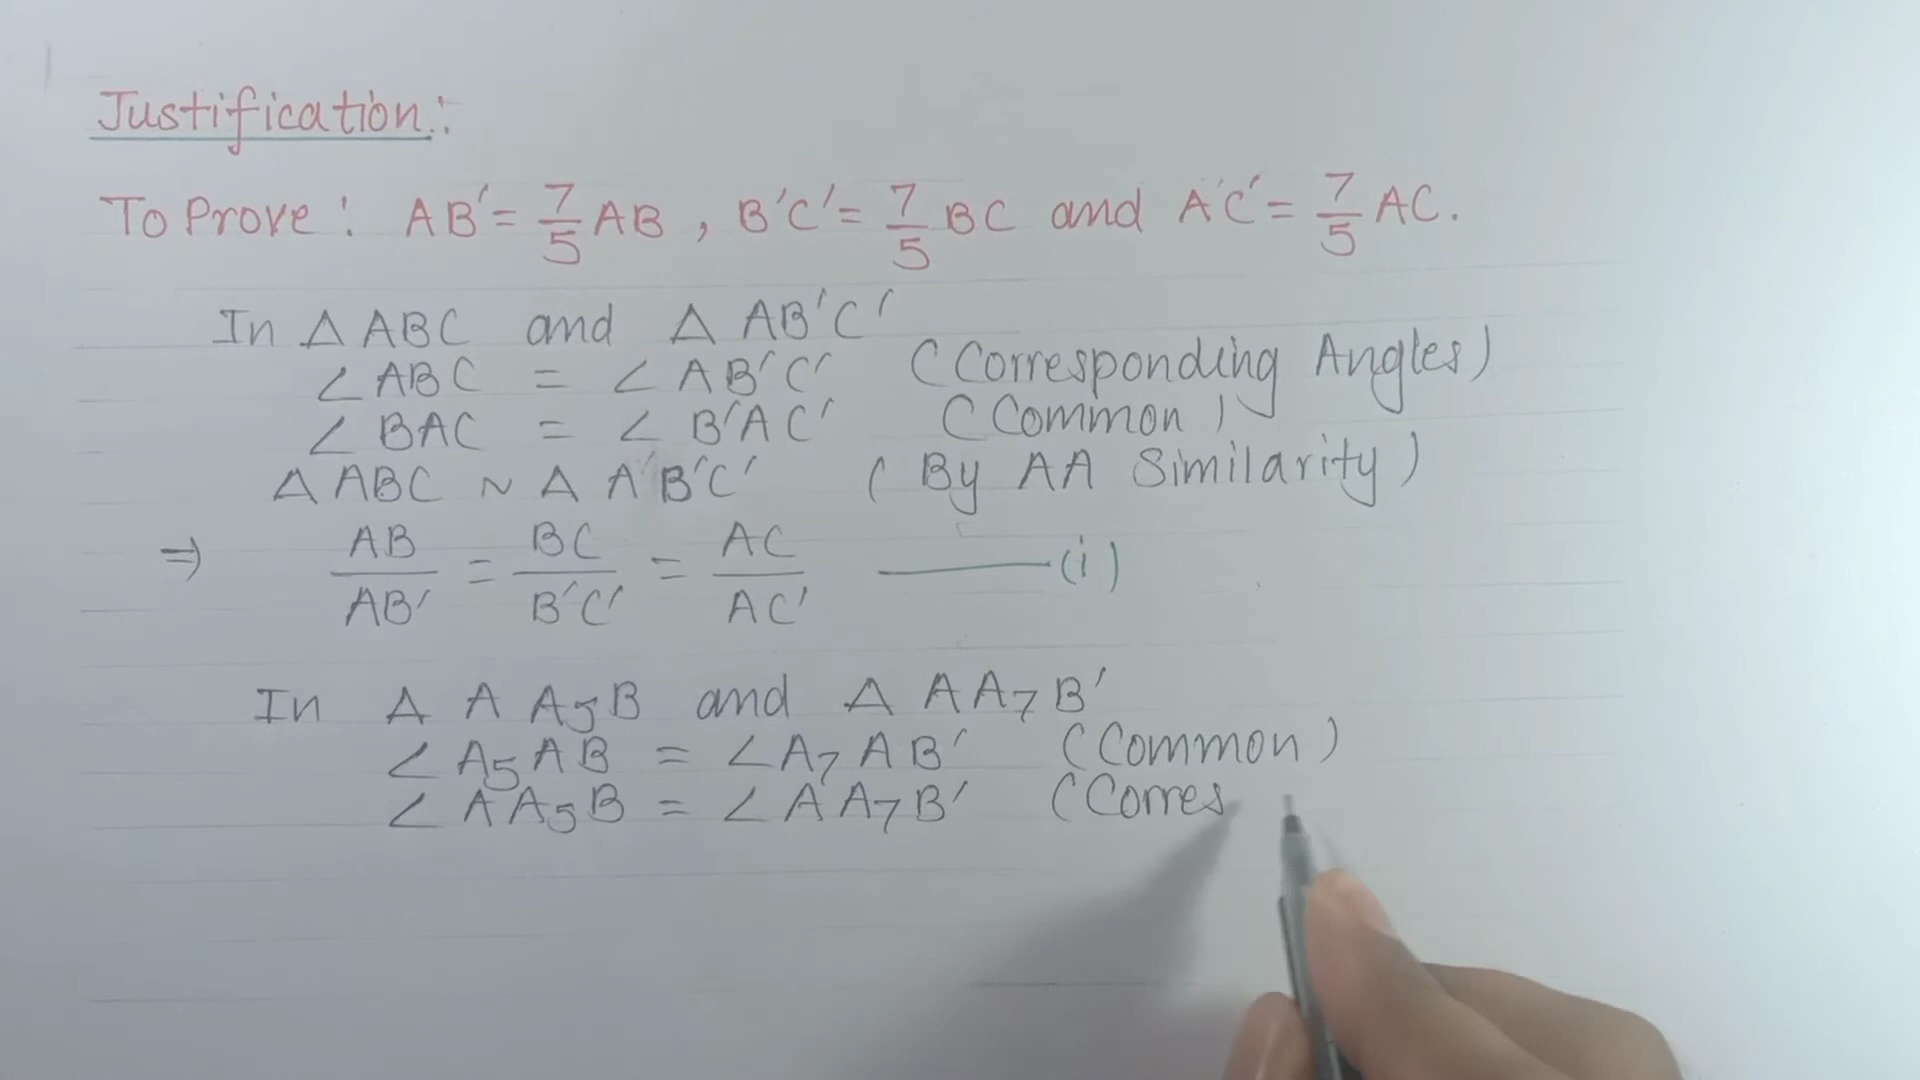 Justification:
To Prove: AB' = 7/5 AB, B'C' = 7/5 BC and A'C' = 7/5 AC.
In △ ABC and △ AB'C'
∠ ABC = ∠ AB'C' (Corresponding Angles)
∠ BAC = ∠ B'AC' (Common)
△ ABC ~ △ A'B'C' (By AA Similarity)
⇒ AB/AB' = BC/B'C' = AC/AC' —(i)
In △ A A₅B and △ AA₇B'
∠A₅AB = ∠A₇AB' (Common)
∠AA₅B = ∠AA₇B' (Corres